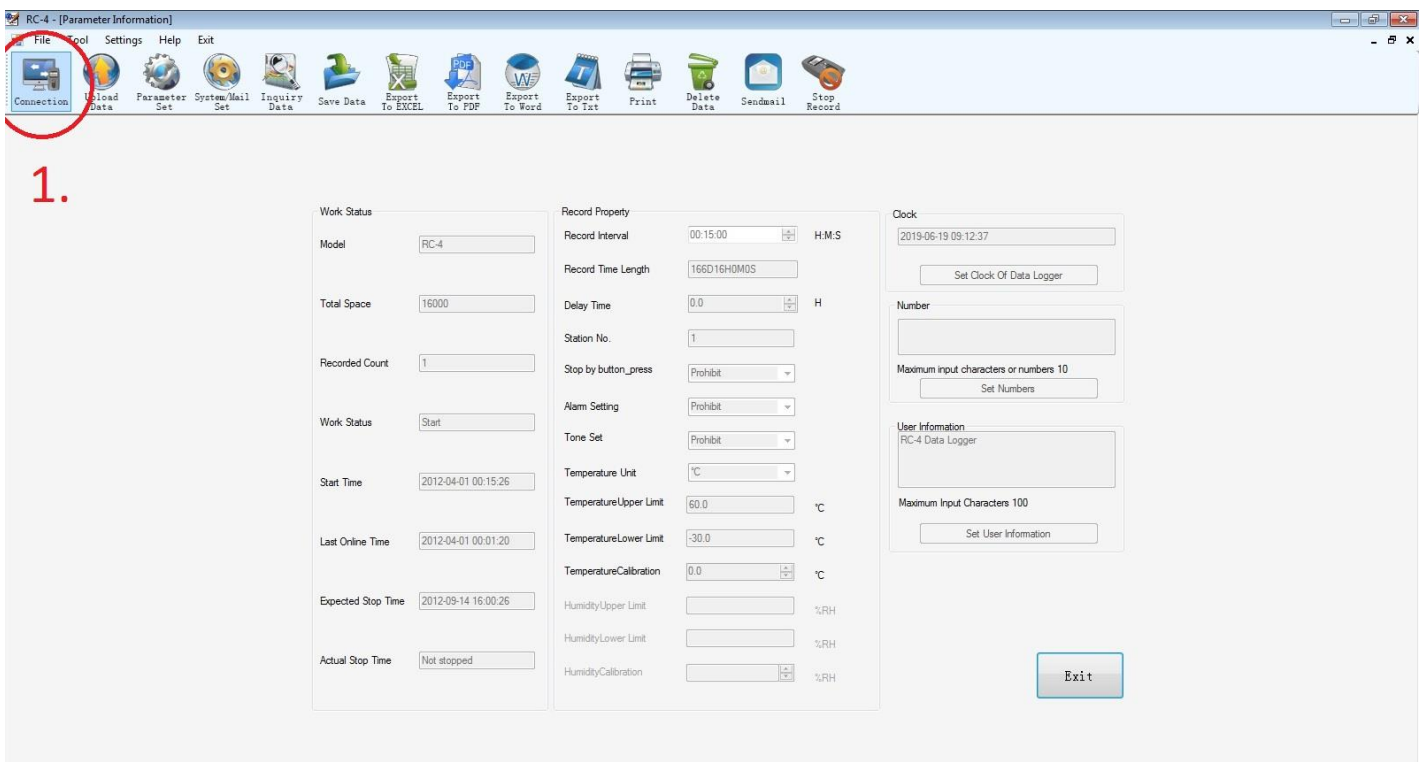 RC-4 - [Parameter Information]
File Tool Settings Help Exit
Connection
Upload Data
Parameter Set
System/Mail Set
Inquiry Data
Save Data
Export To EXCEL
PDF
Export To PDF
W
Export To Word
T
Export To Txt
Print
Delete Data
Sendmail
Stop Record
1.
Work Status
Model RC-4
Total Space 16000
Recorded Count 1
Work Status Start
Start Time 2012-04-01 00:15:26
Last Online Time 2012-04-01 00:01:20
Expected Stop Time 2012-09-14 16:00:26
Actual Stop Time Not stopped
Record Property
Record Interval 00:15:00 H:M:S
Record Time Length 166D16H0M0S
Delay Time 0.0 H
Station No. 1
Stop by button_press Prohibit
Alarm Setting Prohibit
Tone Set Prohibit
Temperature Unit °C
TemperatureUpper Limit 60.0 °C
TemperatureLower Limit -30.0 °C
TemperatureCalibration 0.0 °C
HumidityUpper Limit %RH
HumidityLower Limit %RH
HumidityCalibration %RH
Clock
2019-06-19 09:12:37
Set Clock Of Data Logger
Number
Maximum input characters or numbers 10
Set Numbers
User Information
RC-4 Data Logger
Maximum Input Characters 100
Set User Information
Exit